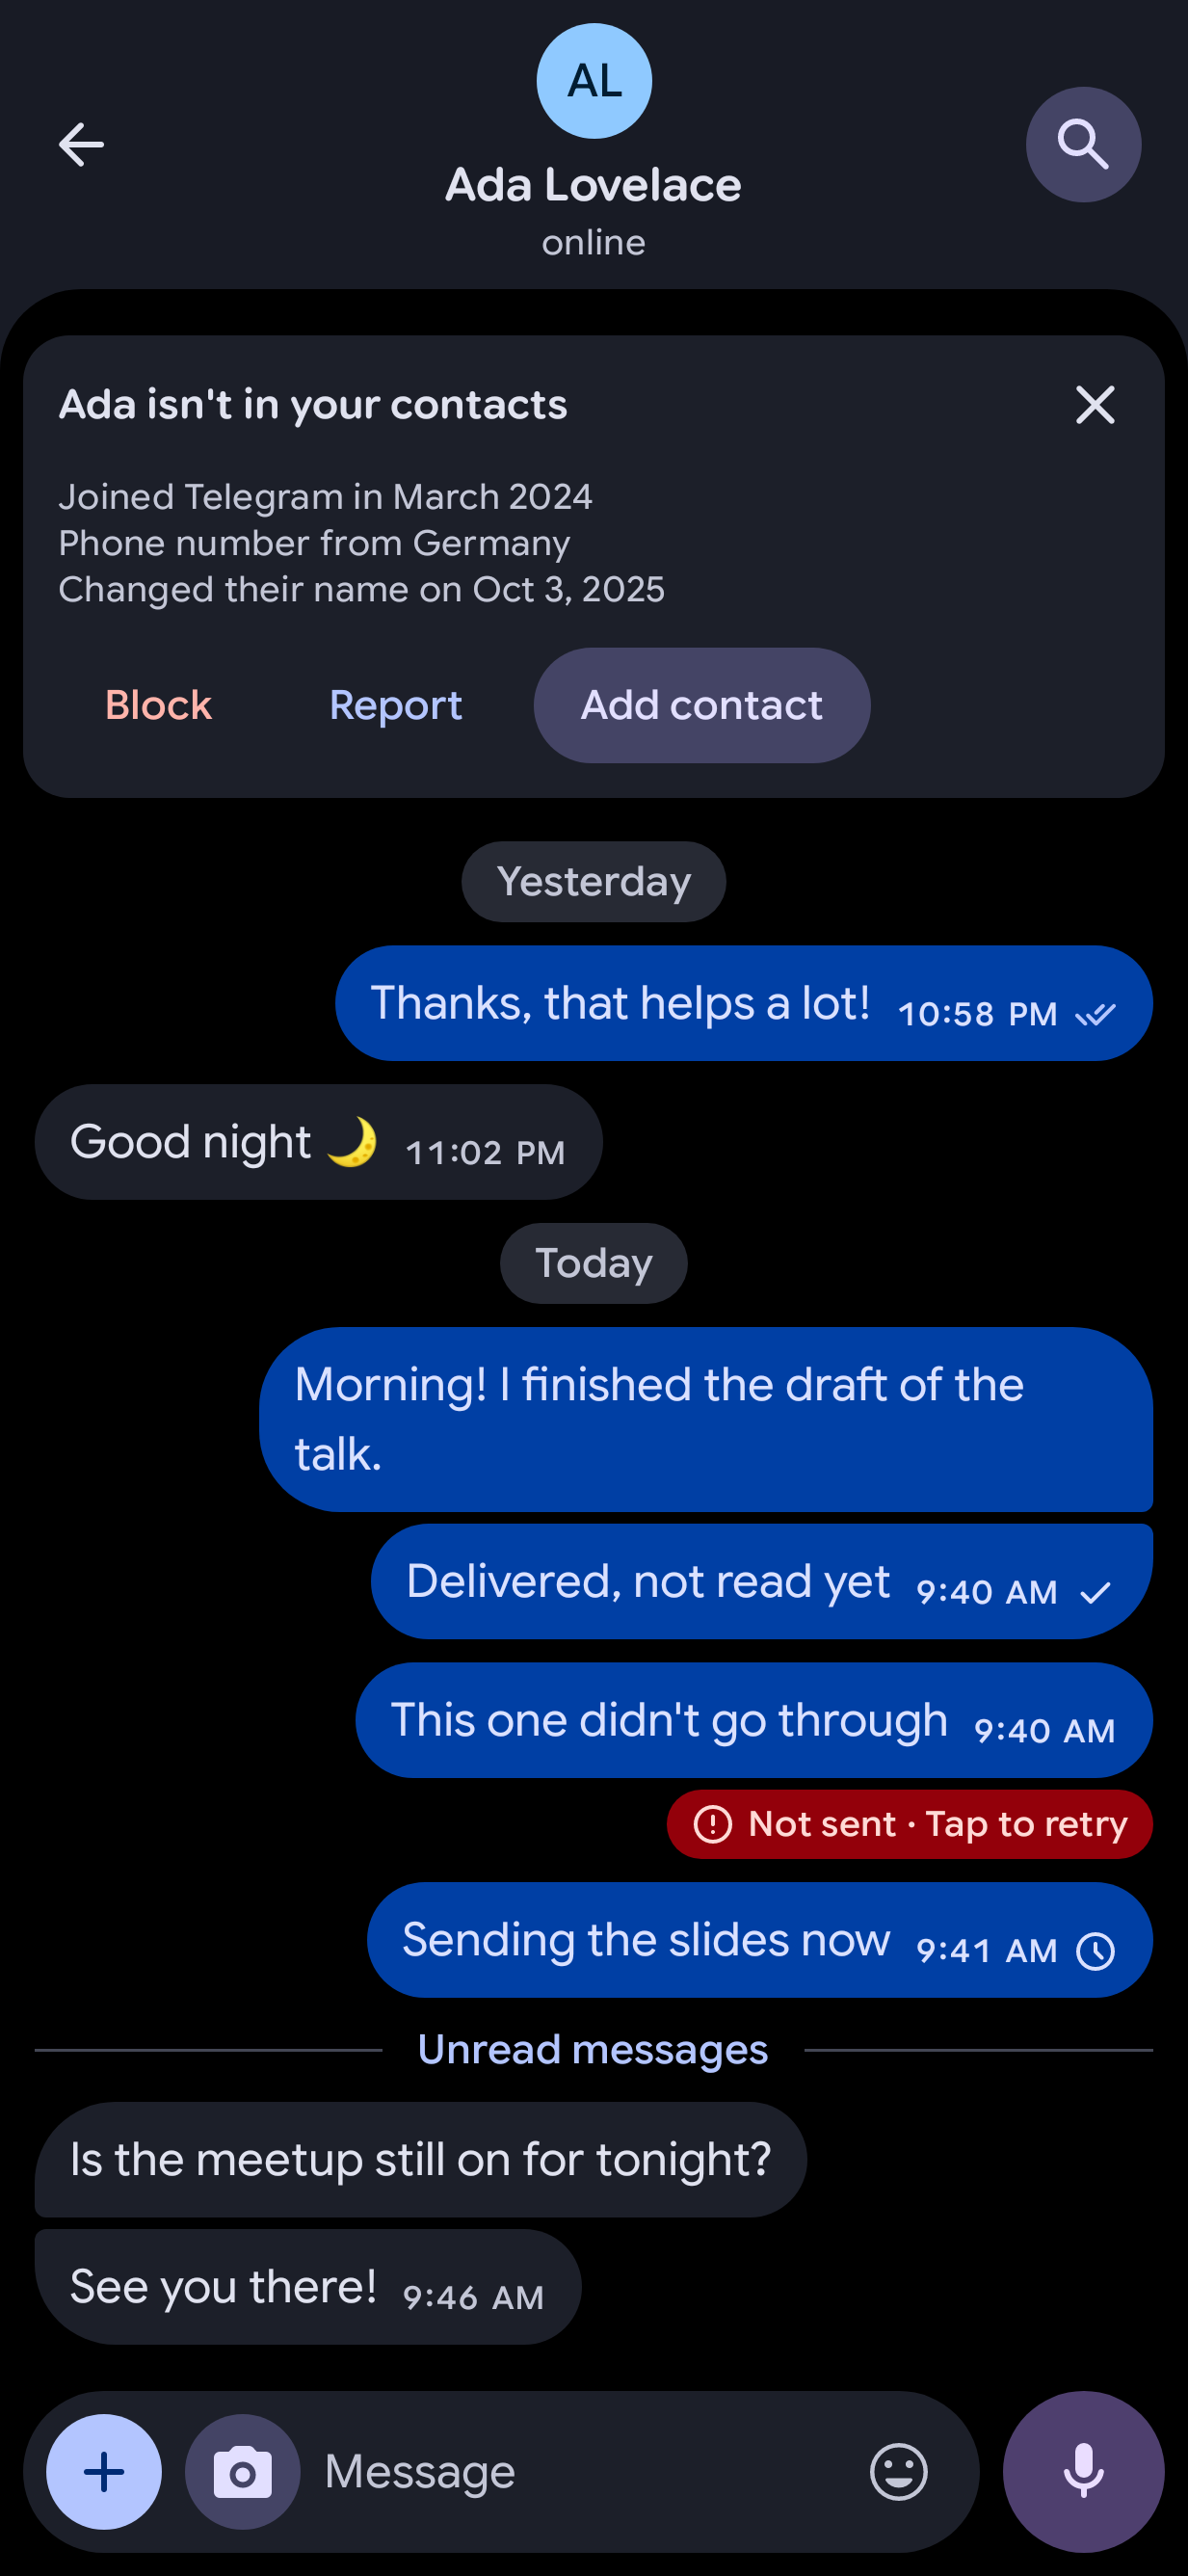 AL
Ada Lovelace
online
Ada isn't in your contacts
Joined Telegram in March 2024
Phone number from Germany
Changed their name on Oct 3, 2025
Block Report Add contact
Yesterday
Thanks, that helps a lot! 10:58 PM
Good night 🌙 11:02 PM
Today
Morning! I finished the draft of the
talk.
Delivered, not read yet 9:40 AM
This one didn't go through 9:40 AM
Not sent · Tap to retry
Sending the slides now 9:41 AM
Unread messages
Is the meetup still on for tonight?
See you there! 9:46 AM
Message